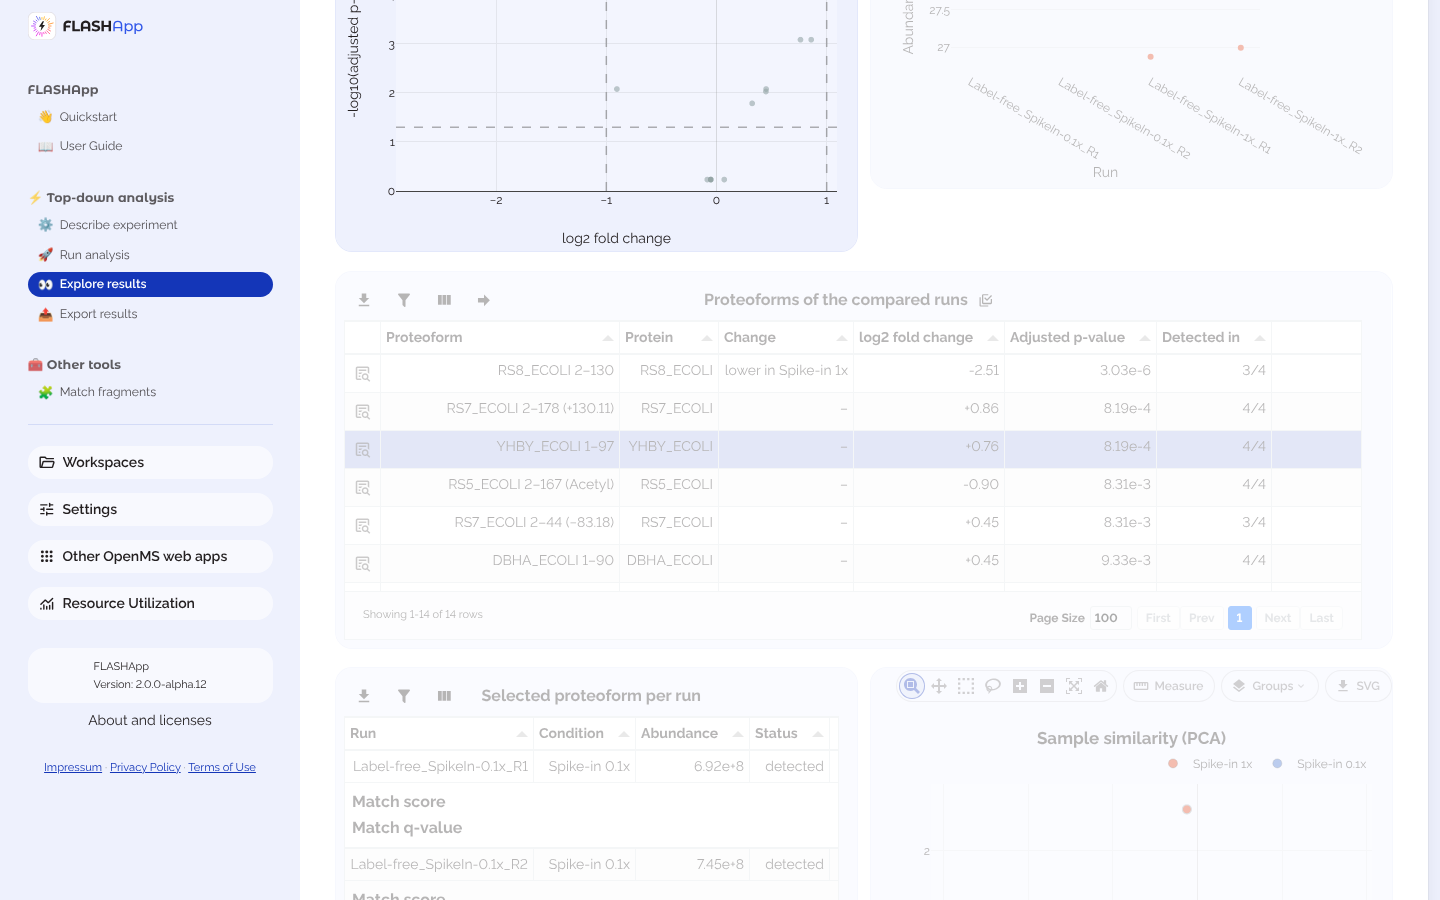 FLASHApp
FLASHApp
Quickstart
User Guide
Top-down analysis
Describe experiment
Run analysis
Explore results
Export results
Other tools
Match fragments
Workspaces
Settings
Other OpenMS web apps
Resource Utilization
FLASHApp
Version: 2.0.0-alpha.12
About and licenses
Impressum · Privacy Policy · Terms of Use
-log10(adjusted p-
3
2
1
0
−2 −1 0 1
log2 fold change
Abundan
27.5
27
Label-free_SpikeIn-0.1x_R1
Label-free_SpikeIn-0.1x_R2
Label-free_SpikeIn-1x_R1
Label-free_SpikeIn-1x_R2
Run
Proteoforms of the compared runs
Proteoform Protein Change log2 fold change Adjusted p-value Detected in
RS8_ECOLI 2–130 RS8_ECOLI lower in Spike-in 1x -2.51 3.03e-6 3/4
RS7_ECOLI 2–178 (+130.11) RS7_ECOLI – +0.86 8.19e-4 4/4
YHBY_ECOLI 1–97 YHBY_ECOLI – +0.76 8.19e-4 4/4
RS5_ECOLI 2–167 (Acetyl) RS5_ECOLI – -0.90 8.31e-3 4/4
RS7_ECOLI 2–44 (−83.18) RS7_ECOLI – +0.45 8.31e-3 3/4
DBHA_ECOLI 1–90 DBHA_ECOLI – +0.45 9.33e-3 4/4
Showing 1-14 of 14 rows
Page Size 100 First Prev 1 Next Last
Selected proteoform per run
Run Condition Abundance Status
Label-free_SpikeIn-0.1x_R1 Spike-in 0.1x 6.92e+8 detected
Match score
Match q-value
Label-free_SpikeIn-0.1x_R2 Spike-in 0.1x 7.45e+8 detected
Match score
Measure Groups SVG
Sample similarity (PCA)
Spike-in 1x Spike-in 0.1x
2